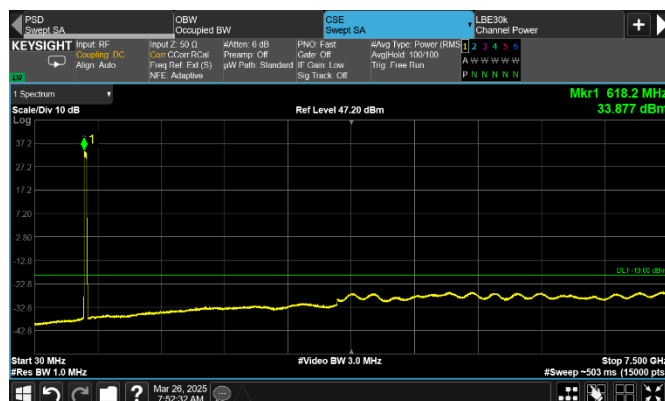 PSD
Swept SA
OBW
Occupied BW
CSE
Swept SA
LBE30k
Channel Power
KEYSIGHT
Input: RF
Coupling: DC
Align: Auto
Input Z: 50 Ω
Corr CCorr RCal
Freq Ref: Ext (S)
NFE: Adaptive
#Atten: 6 dB
Preamp: Off
µW Path: Standard
PNO: Fast
Gate: Off
IF Gain: Low
Sig Track: Off
#Avg Type: Power (RMS
Avg|Hold: 100/100
Trig: Free Run
1 2 3 4 5 6
A W W W W W
P N N N N N
1 Spectrum
Scale/Div 10 dB
Ref Level 47.20 dBm
Mkr1 618.2 MHz
33.877 dBm
Log
1
37.2
27.2
17.2
7.20
-2.80
-12.8
DL1 -19.00 dBm
-22.8
-32.8
-42.8
Start 30 MHz
#Res BW 1.0 MHz
#Video BW 3.0 MHz
Stop 7.500 GHz
#Sweep ~503 ms (15000 pts
Mar 26, 2025
7:52:32 AM